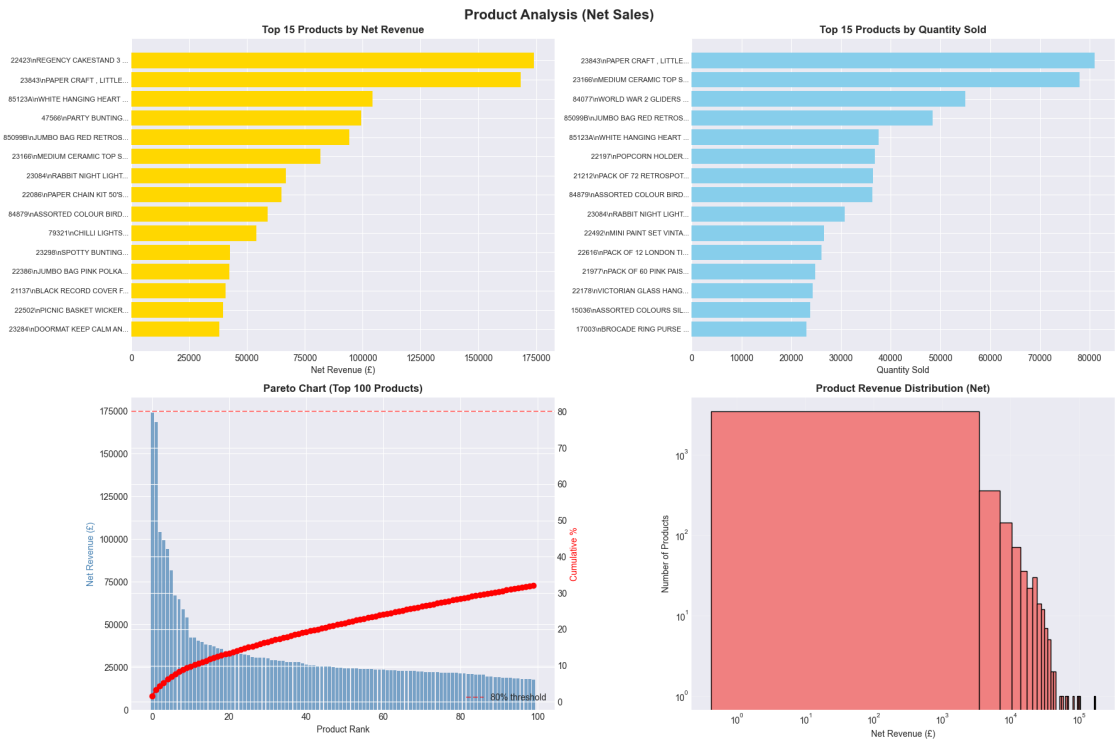 Product Analysis (Net Sales)
Top 15 Products by Net Revenue
22423\nREGENCY CAKESTAND 3 ...
23843\nPAPER CRAFT , LITTLE...
85123A\nWHITE HANGING HEART ...
47566\nPARTY BUNTING...
85099B\nJUMBO BAG RED RETROS...
23166\nMEDIUM CERAMIC TOP S...
23084\nRABBIT NIGHT LIGHT...
22086\nPAPER CHAIN KIT 50'S...
84879\nASSORTED COLOUR BIRD...
79321\nCHILLI LIGHTS...
23298\nSPOTTY BUNTING...
22386\nJUMBO BAG PINK POLKA...
21137\nBLACK RECORD COVER F...
22502\nPICNIC BASKET WICKER...
23284\nDOORMAT KEEP CALM AN...
0 25000 50000 75000 100000 125000 150000 175000
Net Revenue (£)
Top 15 Products by Quantity Sold
23843\nPAPER CRAFT , LITTLE...
23166\nMEDIUM CERAMIC TOP S...
84077\nWORLD WAR 2 GLIDERS ...
85099B\nJUMBO BAG RED RETROS...
85123A\nWHITE HANGING HEART ...
22197\nPOPCORN HOLDER...
21212\nPACK OF 72 RETROSPOT...
84879\nASSORTED COLOUR BIRD...
23084\nRABBIT NIGHT LIGHT...
22492\nMINI PAINT SET VINTA...
22616\nPACK OF 12 LONDON TI...
21977\nPACK OF 60 PINK PAIS...
22178\nVICTORIAN GLASS HANG...
15036\nASSORTED COLOURS SIL...
17003\nBROCADE RING PURSE ...
0 10000 20000 30000 40000 50000 60000 70000 80000
Quantity Sold
Pareto Chart (Top 100 Products)
Net Revenue (£)
175000
150000
125000
100000
75000
50000
25000
0
80
70
60
50
40
30
20
10
0
Cumulative %
80% threshold
0 20 40 60 80 100
Product Rank
Product Revenue Distribution (Net)
Number of Products
10³
10²
10¹
10⁰
10⁰ 10¹ 10² 10³ 10⁴ 10⁵
Net Revenue (£)